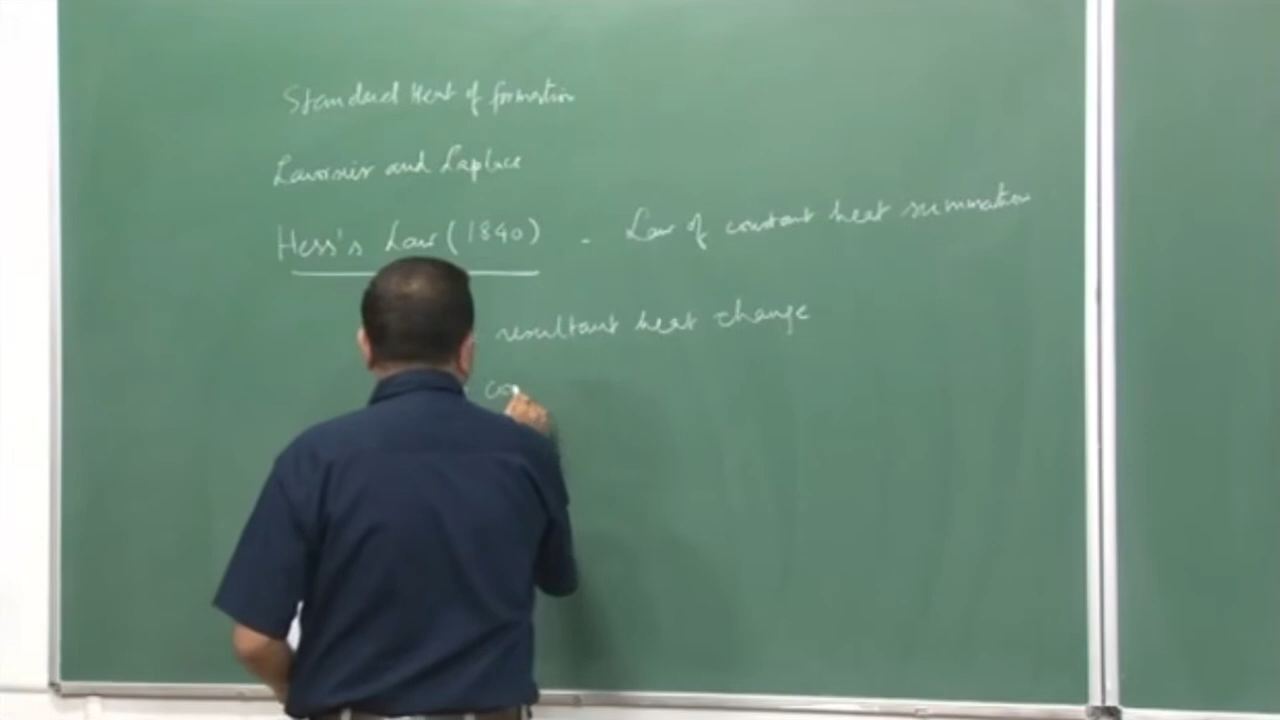 Standard Heat of formation
Lavoisier and Laplace
Hess's Law (1840) - Law of constant heat summation
resultant heat change